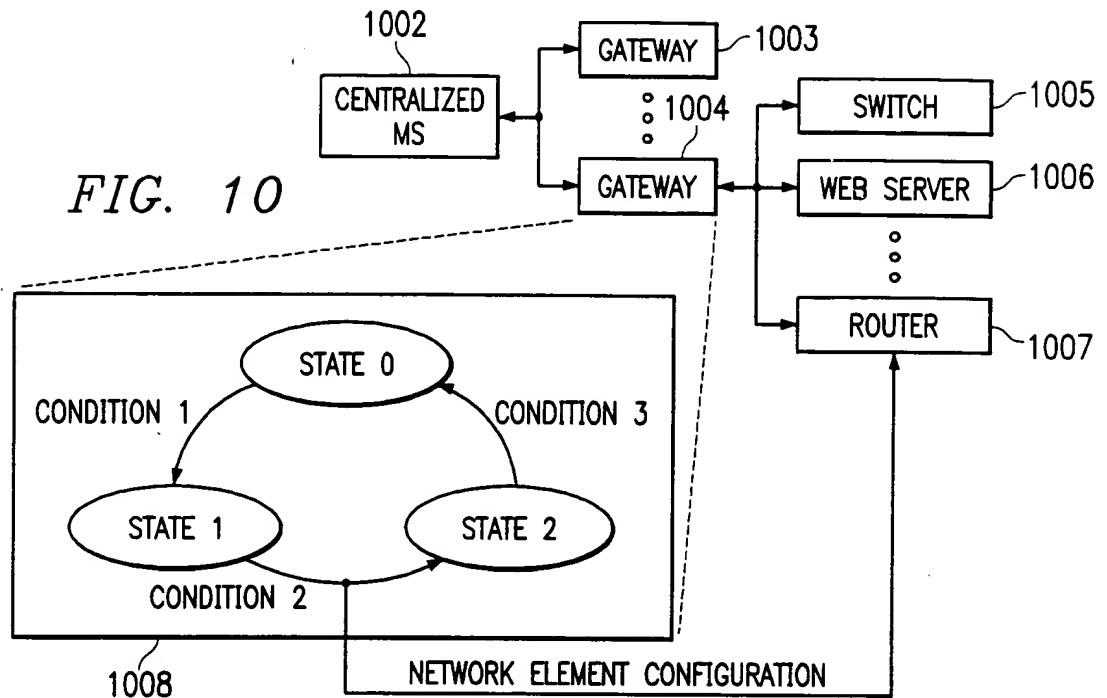 1002
CENTRALIZED
MS
GATEWAY
1003
1004
GATEWAY
SWITCH
1005
WEB SERVER
1006
ROUTER
1007
FIG. 10
STATE 0
CONDITION 1
CONDITION 3
STATE 1
STATE 2
CONDITION 2
1008
NETWORK ELEMENT CONFIGURATION